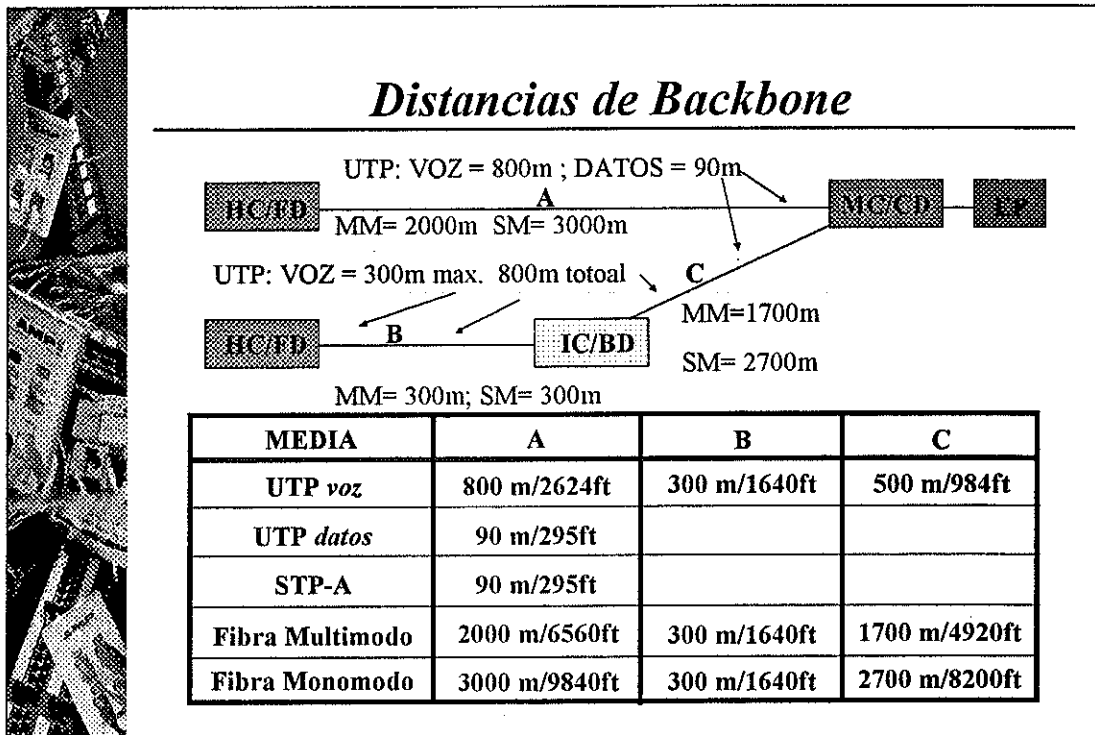 Distancias de Backbone
UTP: VOZ = 800m ; DATOS = 90m
HC/FD
A
MC/CD
EP
MM= 2000m SM= 3000m
UTP: VOZ = 300m max. 800m totoal
C
MM=1700m
HC/FD
B
IC/BD
SM= 2700m
MM= 300m; SM= 300m
MEDIA A B C
UTP voz 800 m/2624ft 300 m/1640ft 500 m/984ft
UTP datos 90 m/295ft
STP-A 90 m/295ft
Fibra Multimodo 2000 m/6560ft 300 m/1640ft 1700 m/4920ft
Fibra Monomodo 3000 m/9840ft 300 m/1640ft 2700 m/8200ft